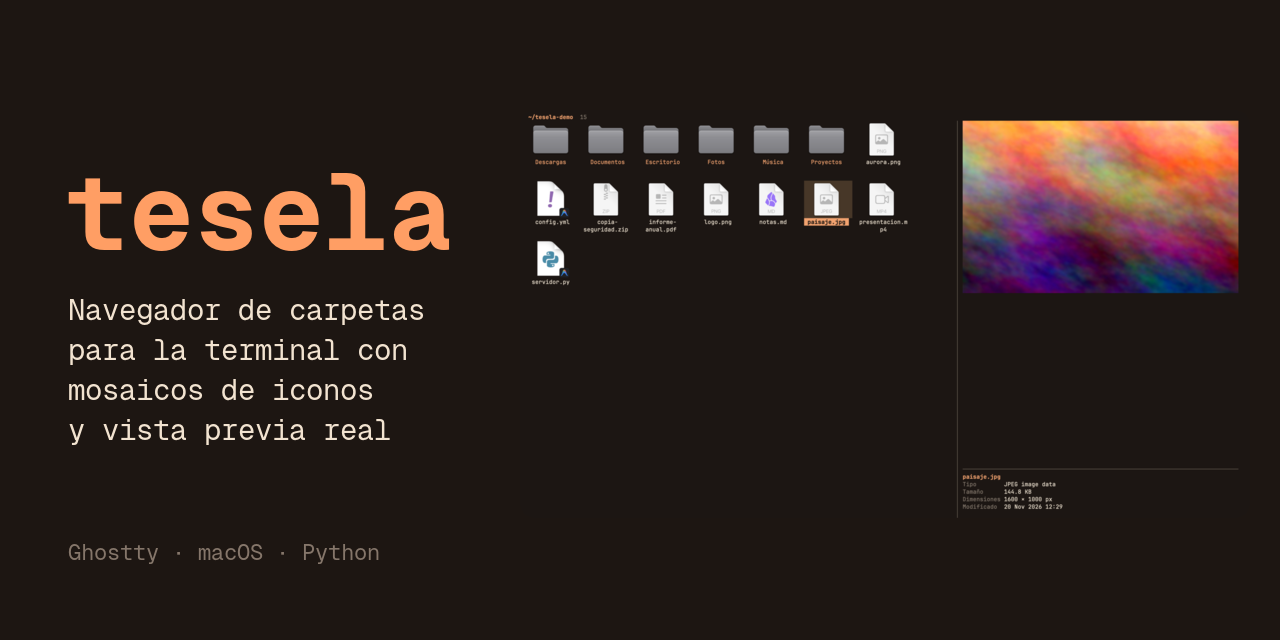 tesela
Navegador de carpetas
para la terminal con
mosaicos de iconos
y vista previa real
Ghostty · macOS · Python
~/tesela-demo 15
Descargas Documentos Escritorio Fotos Música Proyectos aurora.png
config.yml copia-seguridad.zip informe-anual.pdf logo.png notas.md paisaje.jpg presentacion.mp4
servidor.py
paisaje.jpg
Tipo JPEG image data
Tamaño 144.8 KB
Dimensiones 1600 × 1000 px
Modificado 20 Nov 2026 12:29